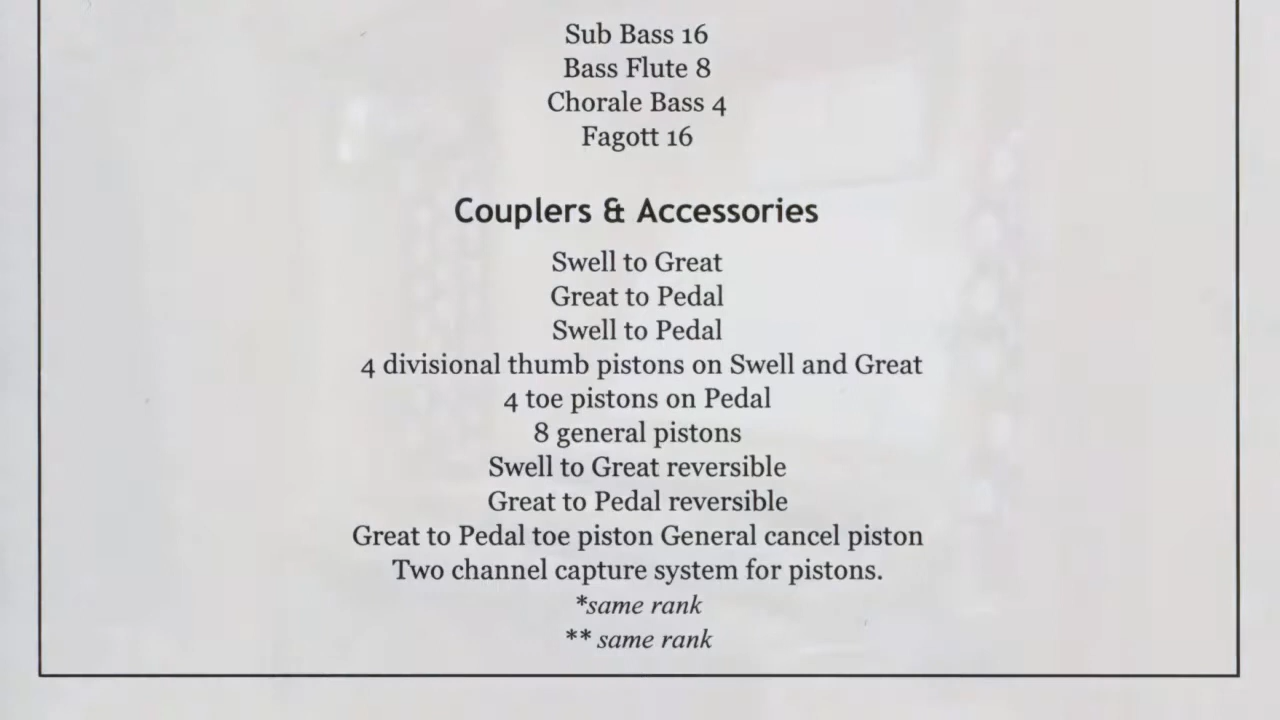 Sub Bass 16
Bass Flute 8
Chorale Bass 4
Fagott 16
Couplers & Accessories
Swell to Great
Great to Pedal
Swell to Pedal
4 divisional thumb pistons on Swell and Great
4 toe pistons on Pedal
8 general pistons
Swell to Great reversible
Great to Pedal reversible
Great to Pedal toe piston General cancel piston
Two channel capture system for pistons.
*same rank
** same rank